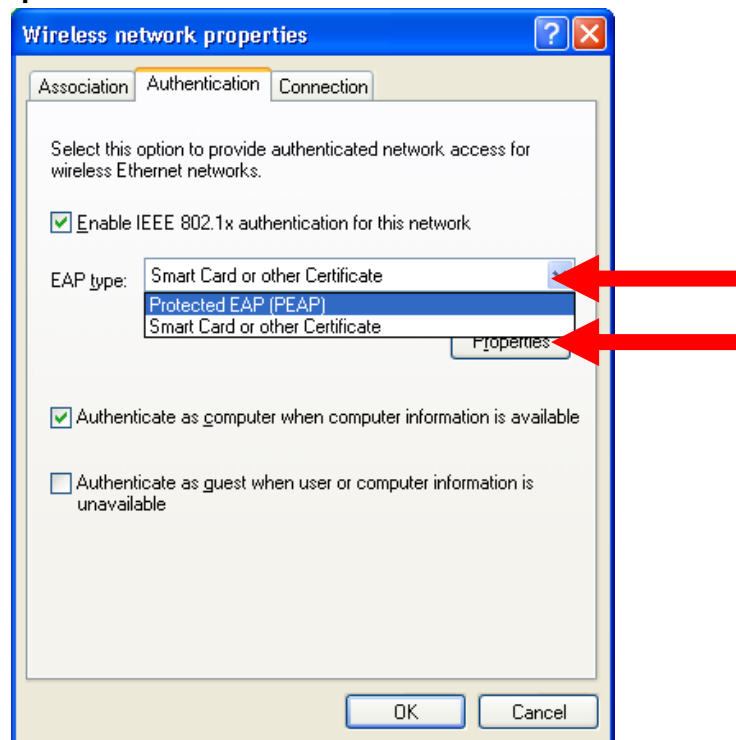 Wireless network properties
Association Authentication Connection
Select this option to provide authenticated network access for
wireless Ethernet networks.
Enable IEEE 802.1x authentication for this network
EAP type: Smart Card or other Certificate
Protected EAP (PEAP)
Smart Card or other Certificate
Properties
Authenticate as computer when computer information is available
Authenticate as guest when user or computer information is
unavailable
OK Cancel